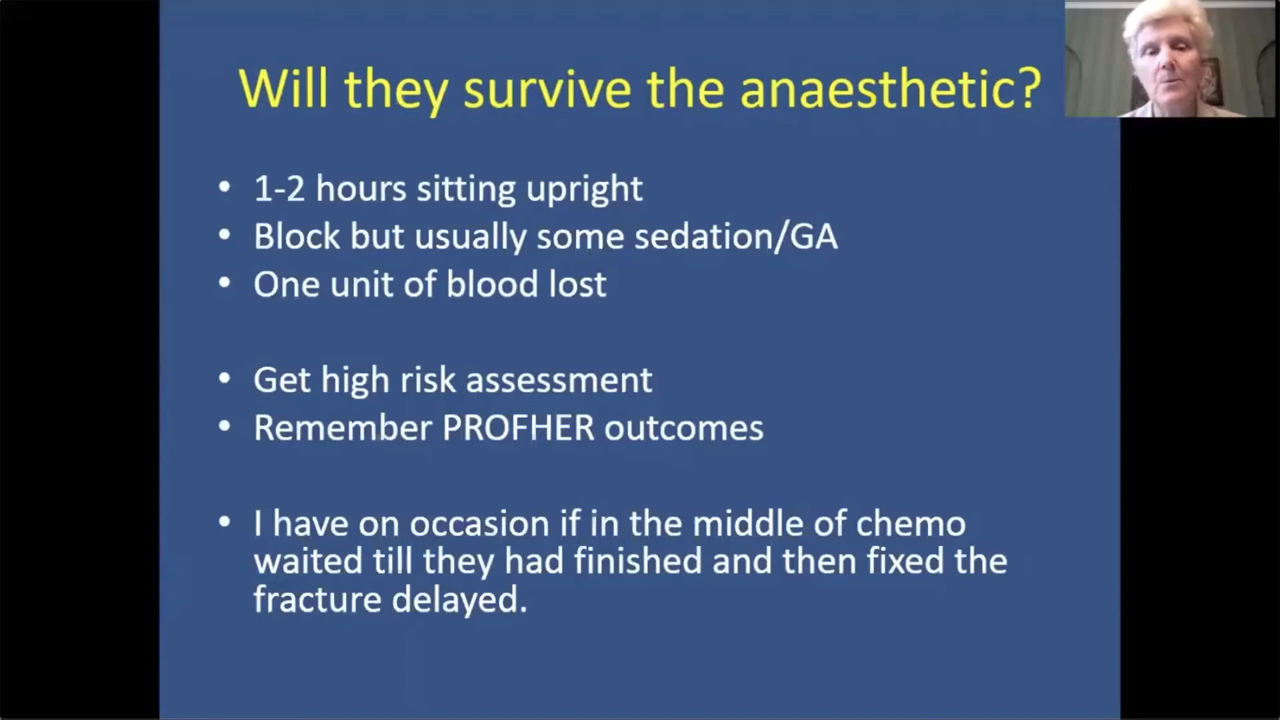 Will they survive the anaesthetic?
• 1-2 hours sitting upright
• Block but usually some sedation/GA
• One unit of blood lost
• Get high risk assessment
• Remember PROFHER outcomes
• I have on occasion if in the middle of chemo
waited till they had finished and then fixed the
fracture delayed.